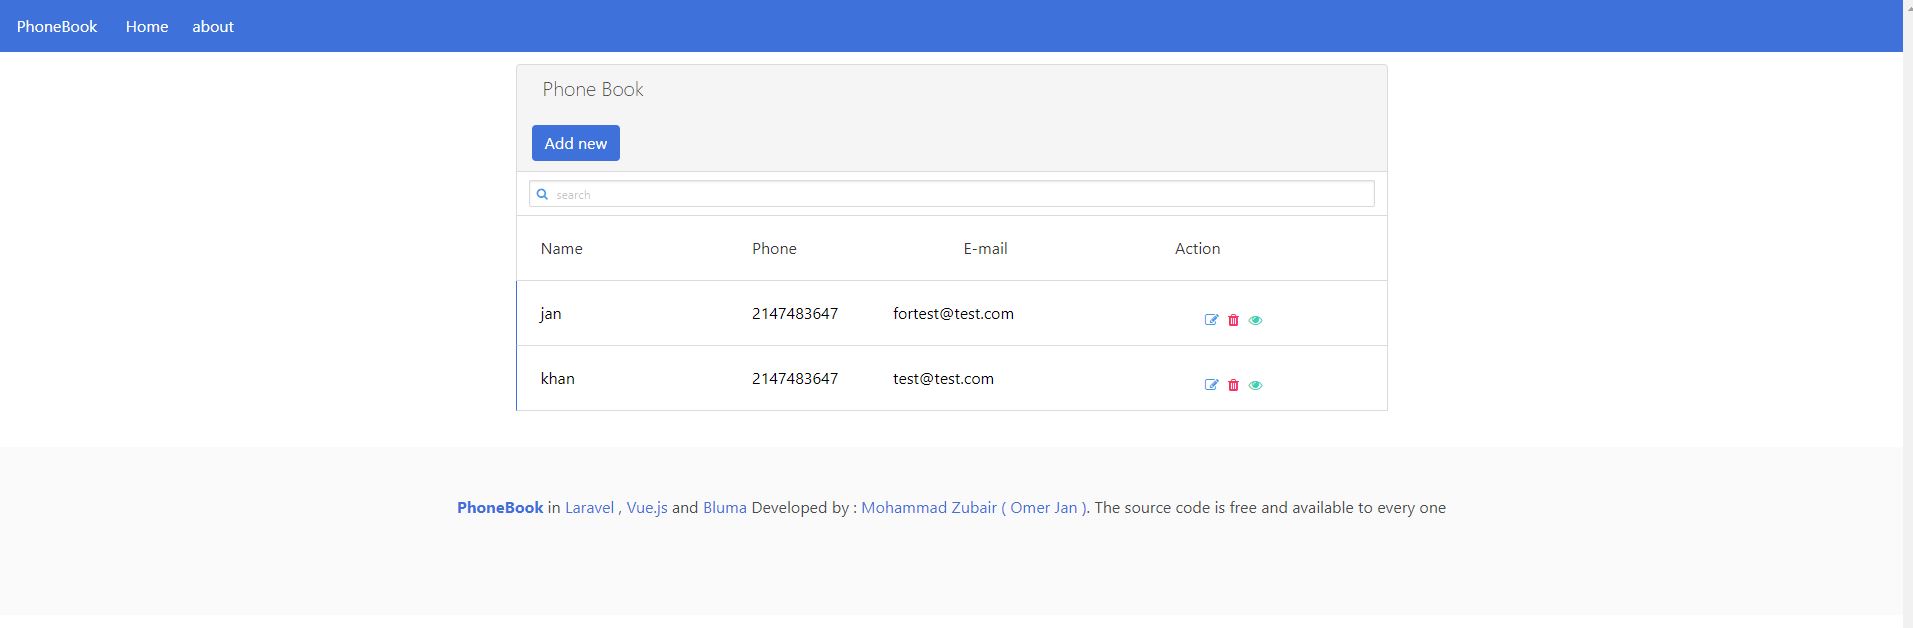 PhoneBook Home about
Phone Book
Add new
search
Name Phone E-mail Action
jan 2147483647 fortest@test.com
khan 2147483647 test@test.com
PhoneBook in Laravel , Vue.js and Bluma Developed by : Mohammad Zubair ( Omer Jan ). The source code is free and available to every one